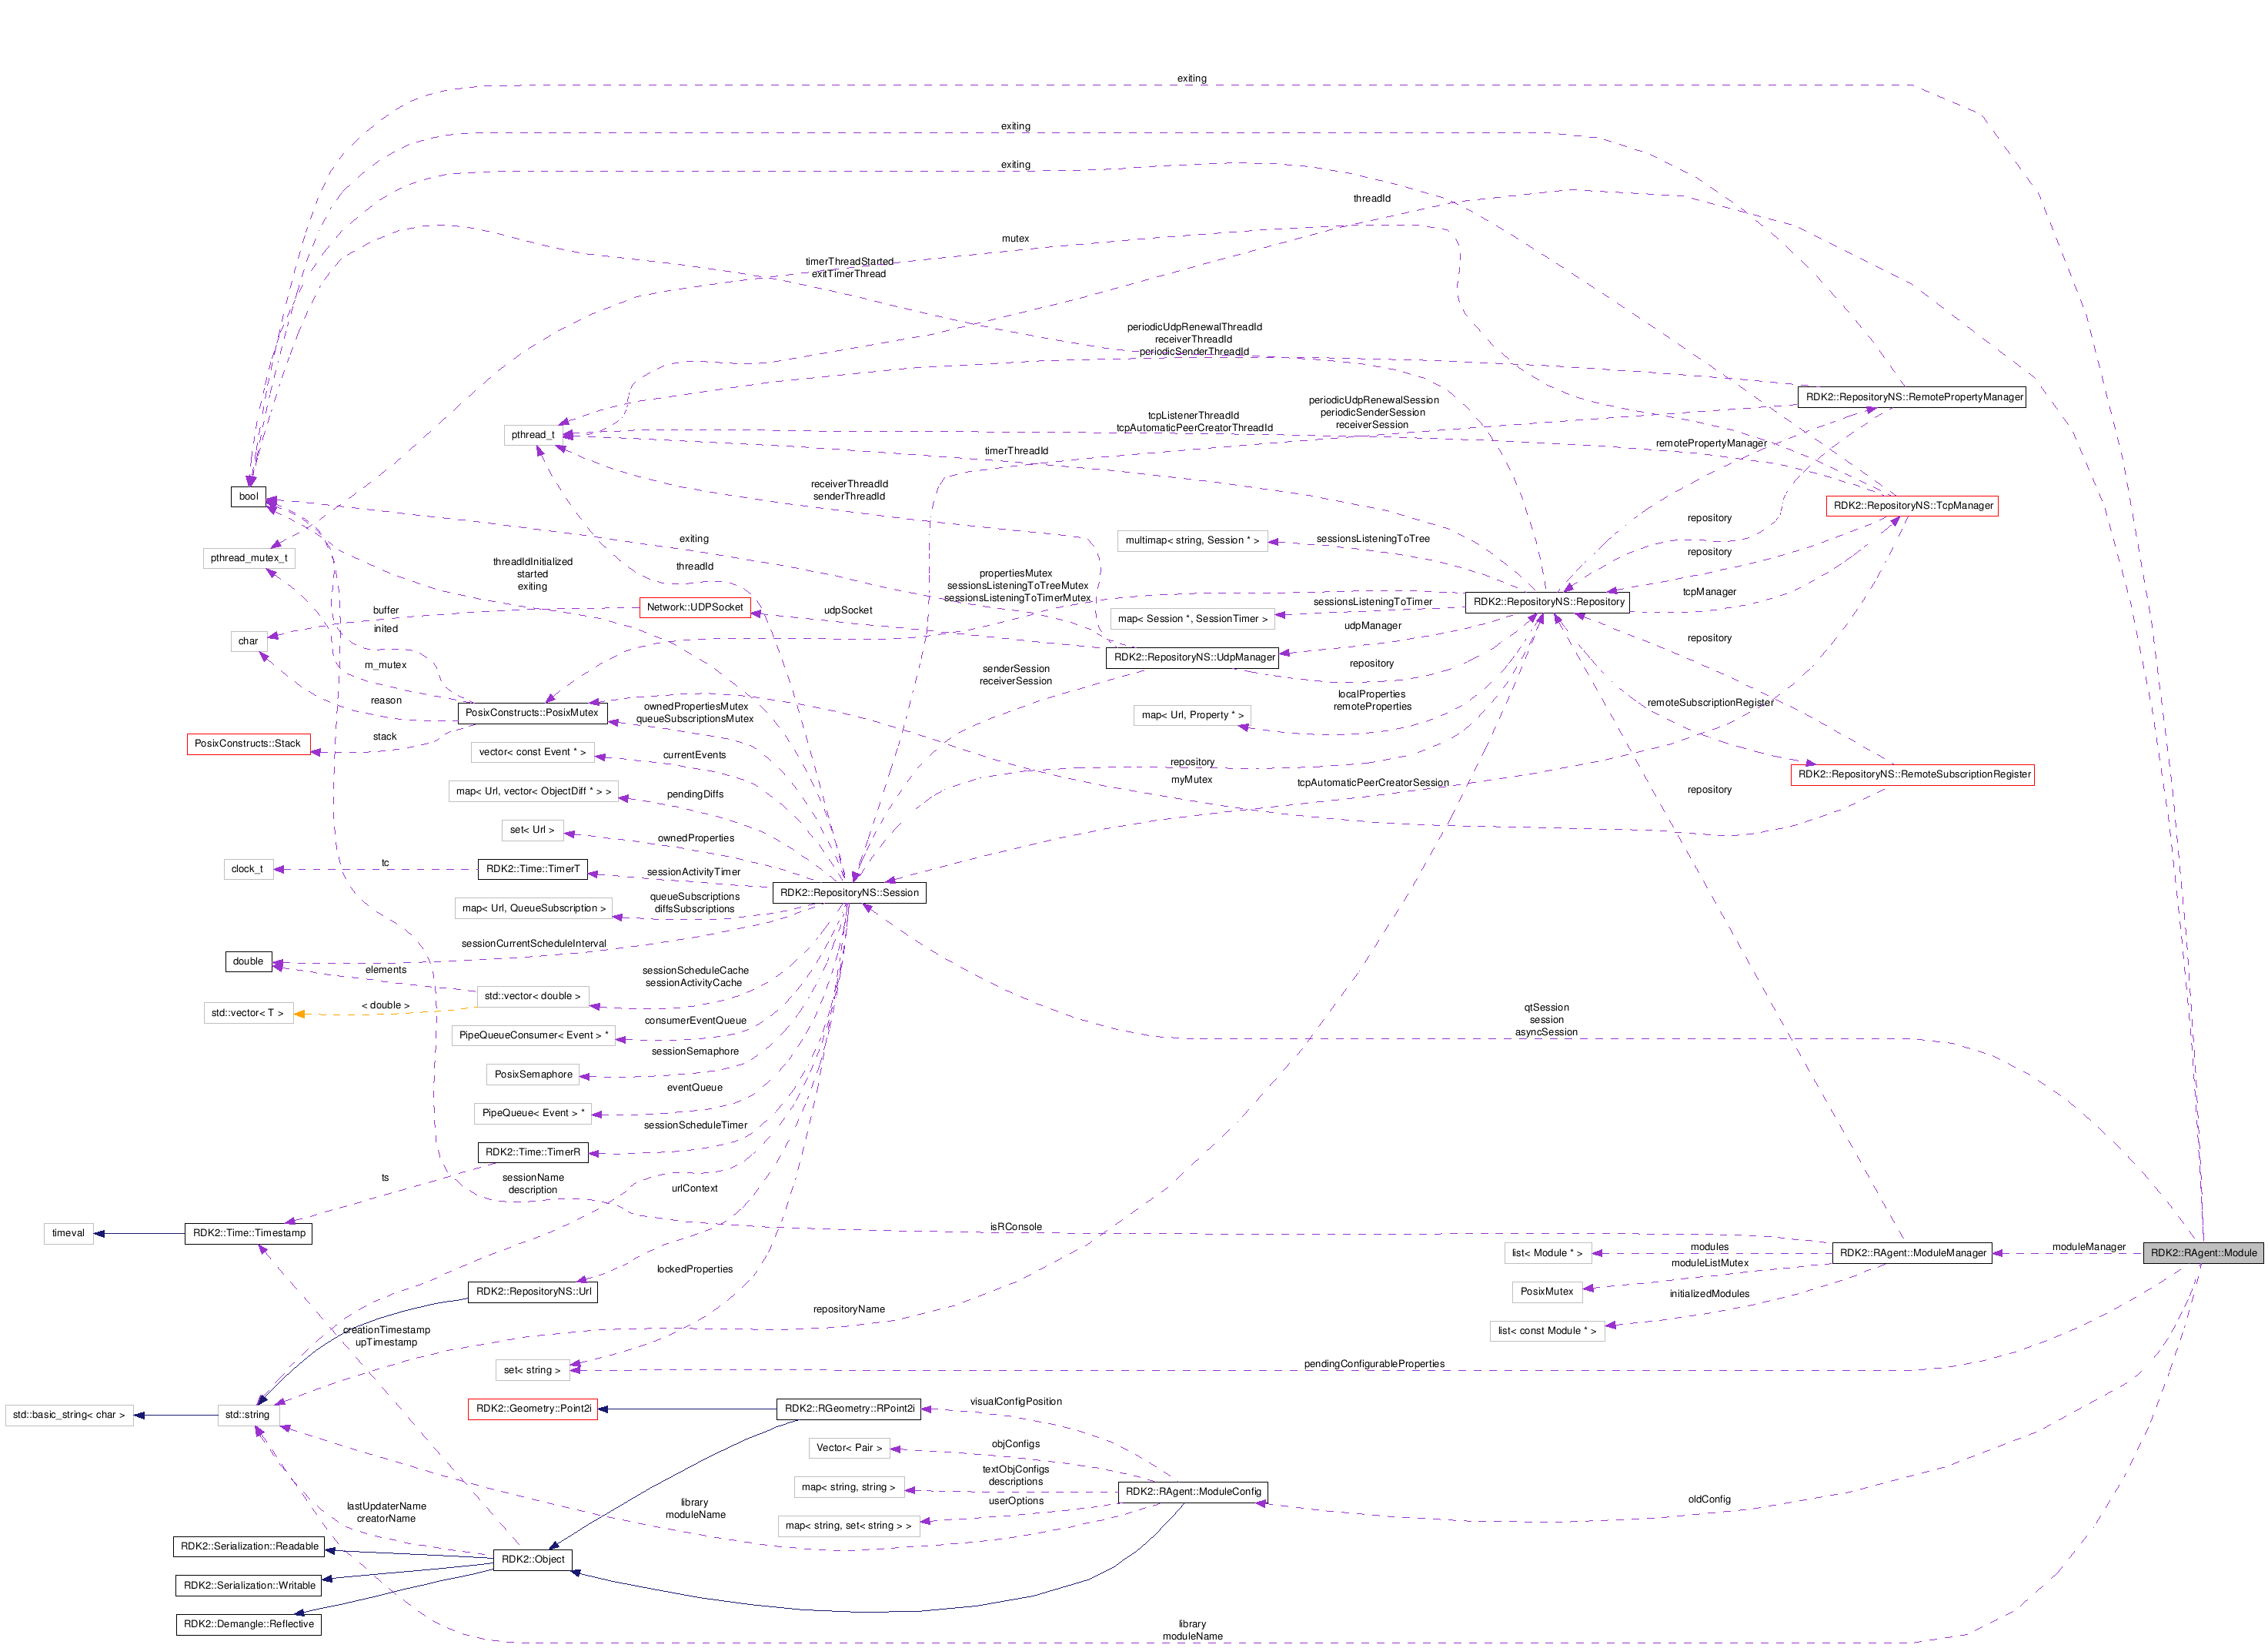 exiting
exiting
exiting
threadId
mutex
timerThreadStarted
exitTimerThread
periodicUdpRenewalThreadId
receiverThreadId
periodicSenderThreadId
RDK2::RepositoryNS::RemotePropertyManager
periodicUdpRenewalSession
periodicSenderSession
receiverSession
tcpListenerThreadId
tcpAutomaticPeerCreatorThreadId
pthread_t
remotePropertyManager
timerThreadId
receiverThreadId
senderThreadId
bool
RDK2::RepositoryNS::TcpManager
repository
exiting
multimap< string, Session * >
sessionsListeningToTree
repository
pthread_mutex_t
threadIdInitialized
started
exiting
threadId
propertiesMutex
sessionsListeningToTreeMutex
sessionsListeningToTimerMutex
tcpManager
buffer
Network::UDPSocket
udpSocket
map< Session *, SessionTimer >
sessionsListeningToTimer
RDK2::RepositoryNS::Repository
inited
char
udpManager
repository
RDK2::RepositoryNS::UdpManager
repository
m_mutex
senderSession
receiverSession
reason
PosixConstructs::PosixMutex
ownedPropertiesMutex
queueSubscriptionsMutex
map< Url, Property * >
localProperties
remoteProperties
remoteSubscriptionRegister
stack
PosixConstructs::Stack
vector< const Event * >
currentEvents
repository
myMutex
tcpAutomaticPeerCreatorSession
RDK2::RepositoryNS::RemoteSubscriptionRegister
map< Url, vector< ObjectDiff * > >
pendingDiffs
repository
set< Url >
ownedProperties
clock_t
tc
RDK2::Time::TimerT
sessionActivityTimer
RDK2::RepositoryNS::Session
map< Url, QueueSubscription >
queueSubscriptions
diffsSubscriptions
sessionCurrentScheduleInterval
double
elements
sessionScheduleCache
sessionActivityCache
std::vector< double >
< double >
std::vector< T >
qtSession
session
asyncSession
consumerEventQueue
PipeQueueConsumer< Event > *
sessionSemaphore
PosixSemaphore
eventQueue
PipeQueue< Event > *
sessionScheduleTimer
RDK2::Time::TimerR
ts
sessionName
description
urlContext
isRConsole
timeval
RDK2::Time::Timestamp
list< Module * >
modules
RDK2::RAgent::ModuleManager
moduleManager
RDK2::RAgent::Module
moduleListMutex
lockedProperties
RDK2::RepositoryNS::Url
PosixMutex
initializedModules
repositoryName
creationTimestamp
upTimestamp
list< const Module * >
set< string >
pendingConfigurableProperties
std::basic_string< char >
std::string
RDK2::Geometry::Point2i
RDK2::RGeometry::RPoint2i
visualConfigPosition
Vector< Pair >
objConfigs
map< string, string >
textObjConfigs
descriptions
RDK2::RAgent::ModuleConfig
oldConfig
lastUpdaterName
creatorName
library
moduleName
userOptions
map< string, set< string > >
RDK2::Serialization::Readable
RDK2::Object
RDK2::Serialization::Writable
RDK2::Demangle::Reflective
library
moduleName